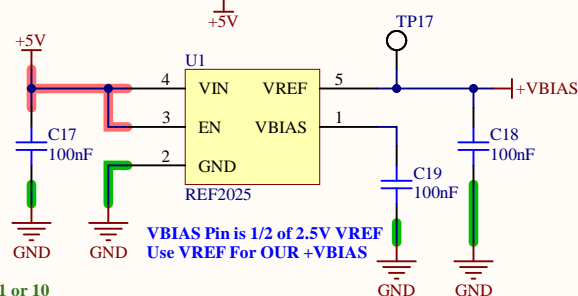 +5V
TP17
+5V
U1
4
VIN
VREF
5
+VBIAS
3
EN
VBIAS
1
C17
100nF
C18
100nF
2
GND
C19
100nF
REF2025
VBIAS Pin is 1/2 of 2.5V VREF
Use VREF For OUR +VBIAS
GND
GND
GND
GND
1 or 10